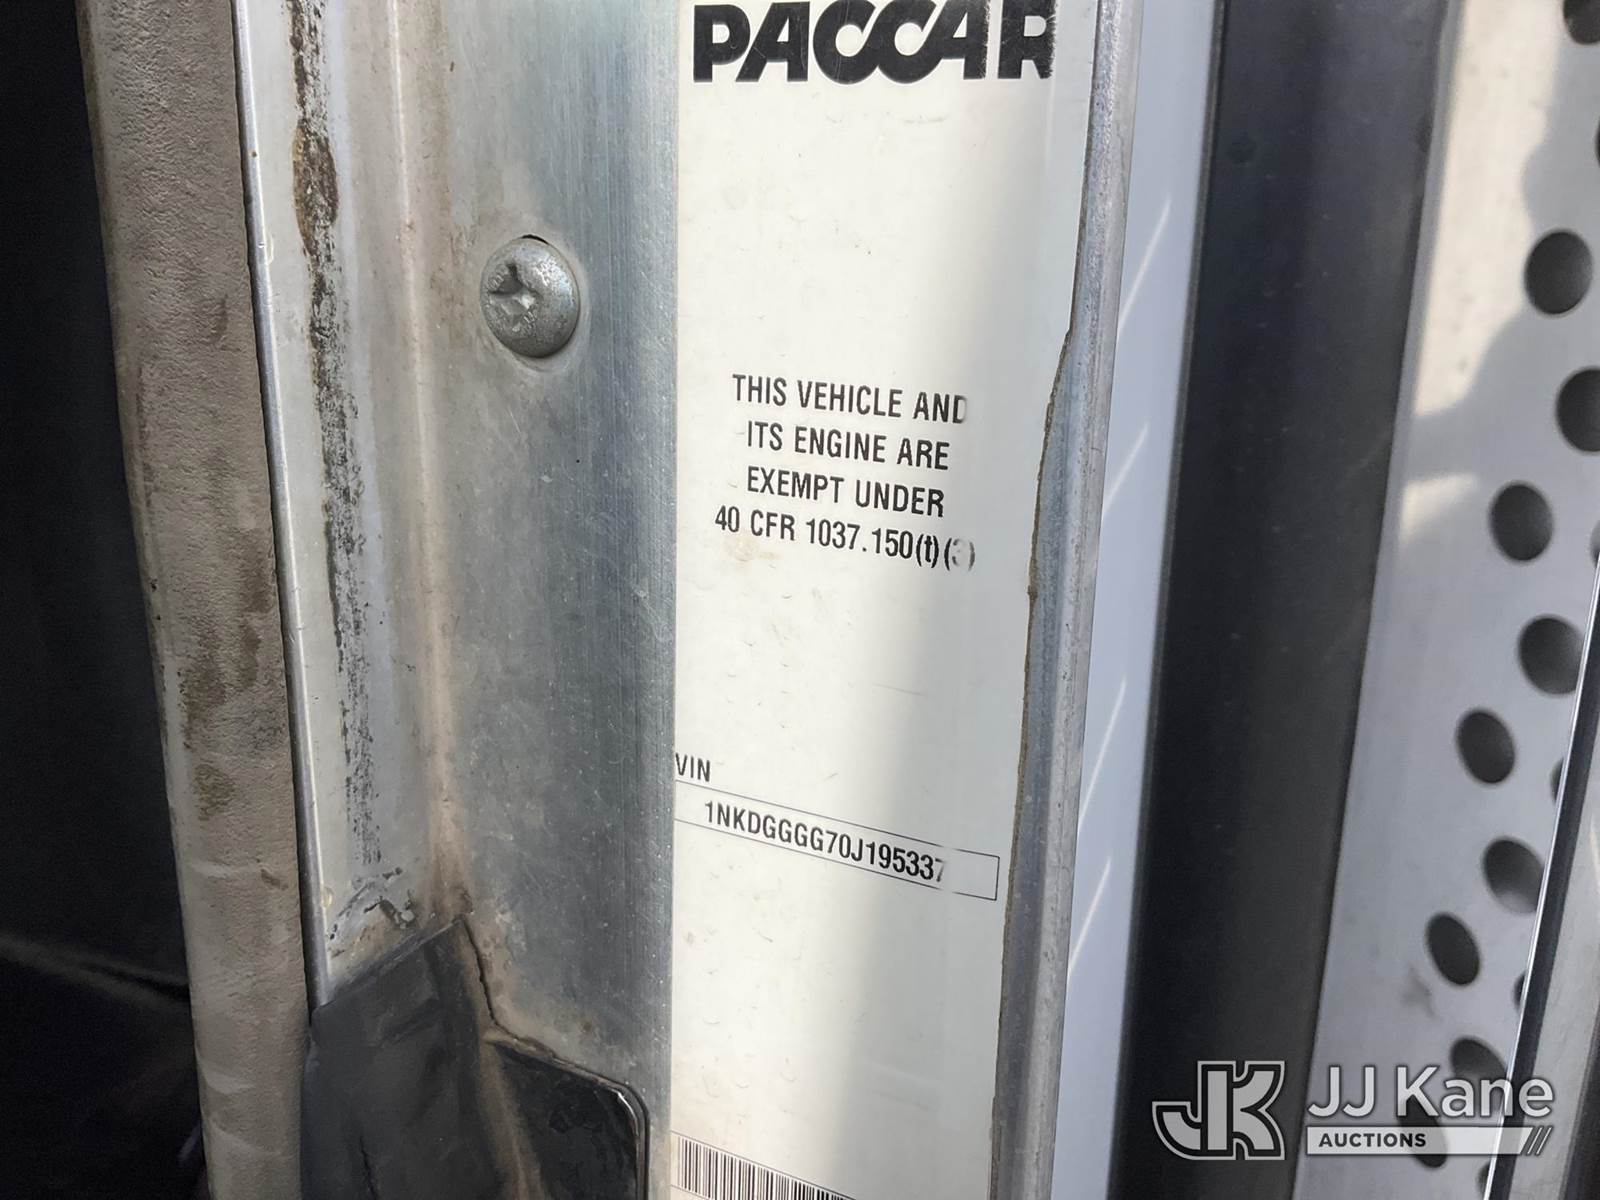 PACCAR
THIS VEHICLE AND
ITS ENGINE ARE
EXEMPT UNDER
40 CFR 1037.150(t)(3)
VIN
1NKDGGGG70J195337
JK JJ Kane
AUCTIONS